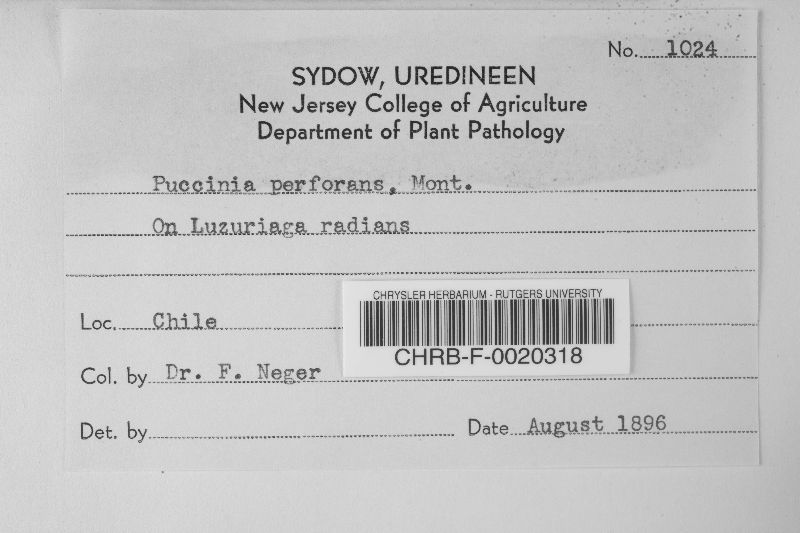 No. 1024
SYDOW, UREDINEEN
New Jersey College of Agriculture
Department of Plant Pathology
Puccinia perforans, Mont.
On Luzuriaga radians
Loc. Chile
CHRYSLER HERBARIUM - RUTGERS UNIVERSITY
CHRB-F-0020318
Col. by Dr. F. Neger
Det. by
Date August 1896